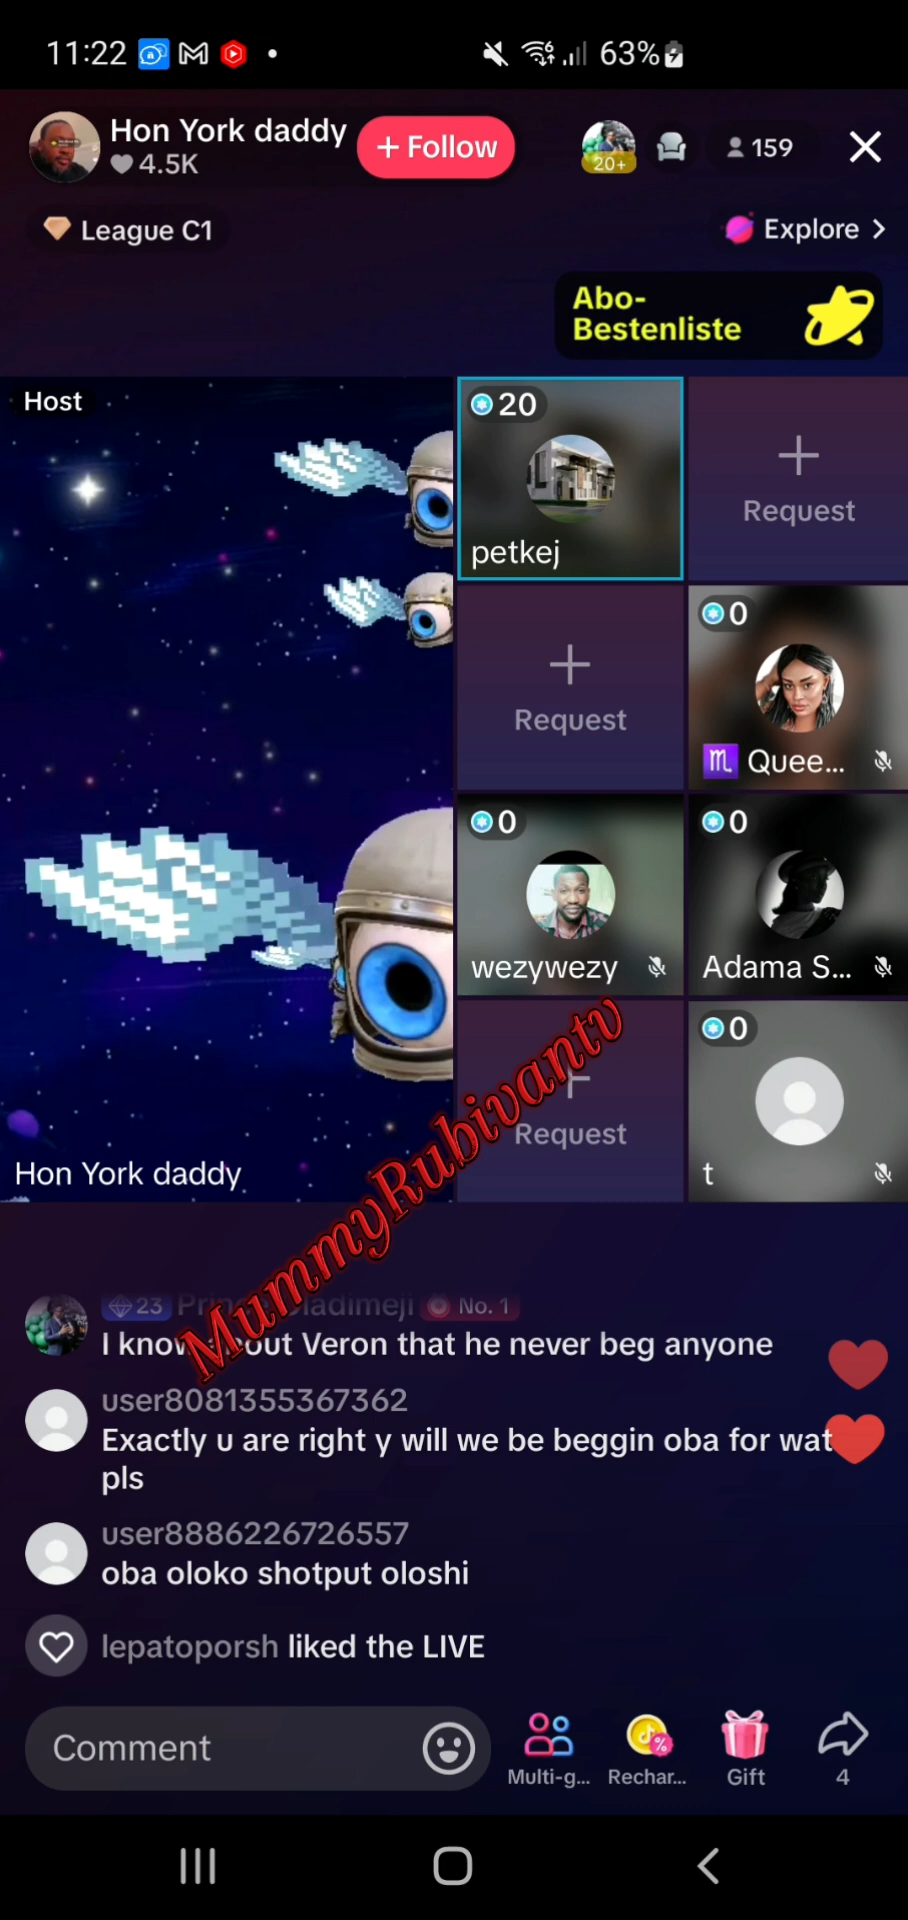 11:22
63%
Hon York daddy
4.5K
+ Follow
20+
159
League C1
Explore >
Abo-
Bestenliste
Host
20
petkej
Request
Request
0
Quee...
0
wezywezy
0
Adama S...
Request
0
t
Hon York daddy
MummyRubivantv
23 No. 1
I know Veron that he never beg anyone
user8081355367362
Exactly u are right y will we be beggin oba for wat
pls
user8886226726557
oba oloko shotput oloshi
lepatoporsh liked the LIVE
Comment
Multi-g...
Rechar...
Gift
4